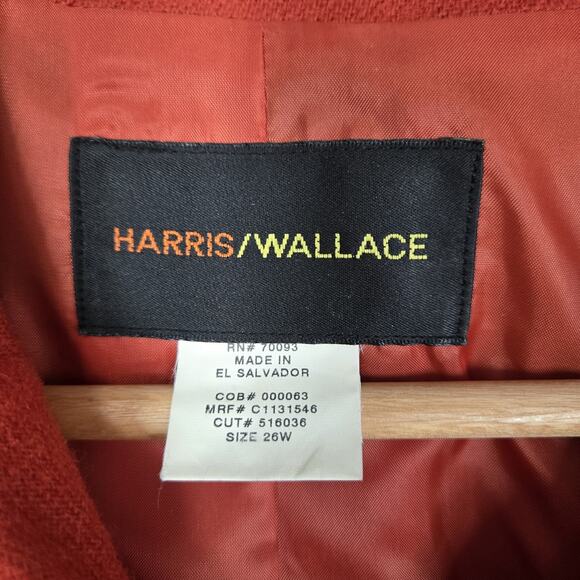 HARRIS/WALLACE
RN# 70093
MADE IN
EL SALVADOR
COB# 000063
MRF# C1131546
CUT# 516036
SIZE 26W